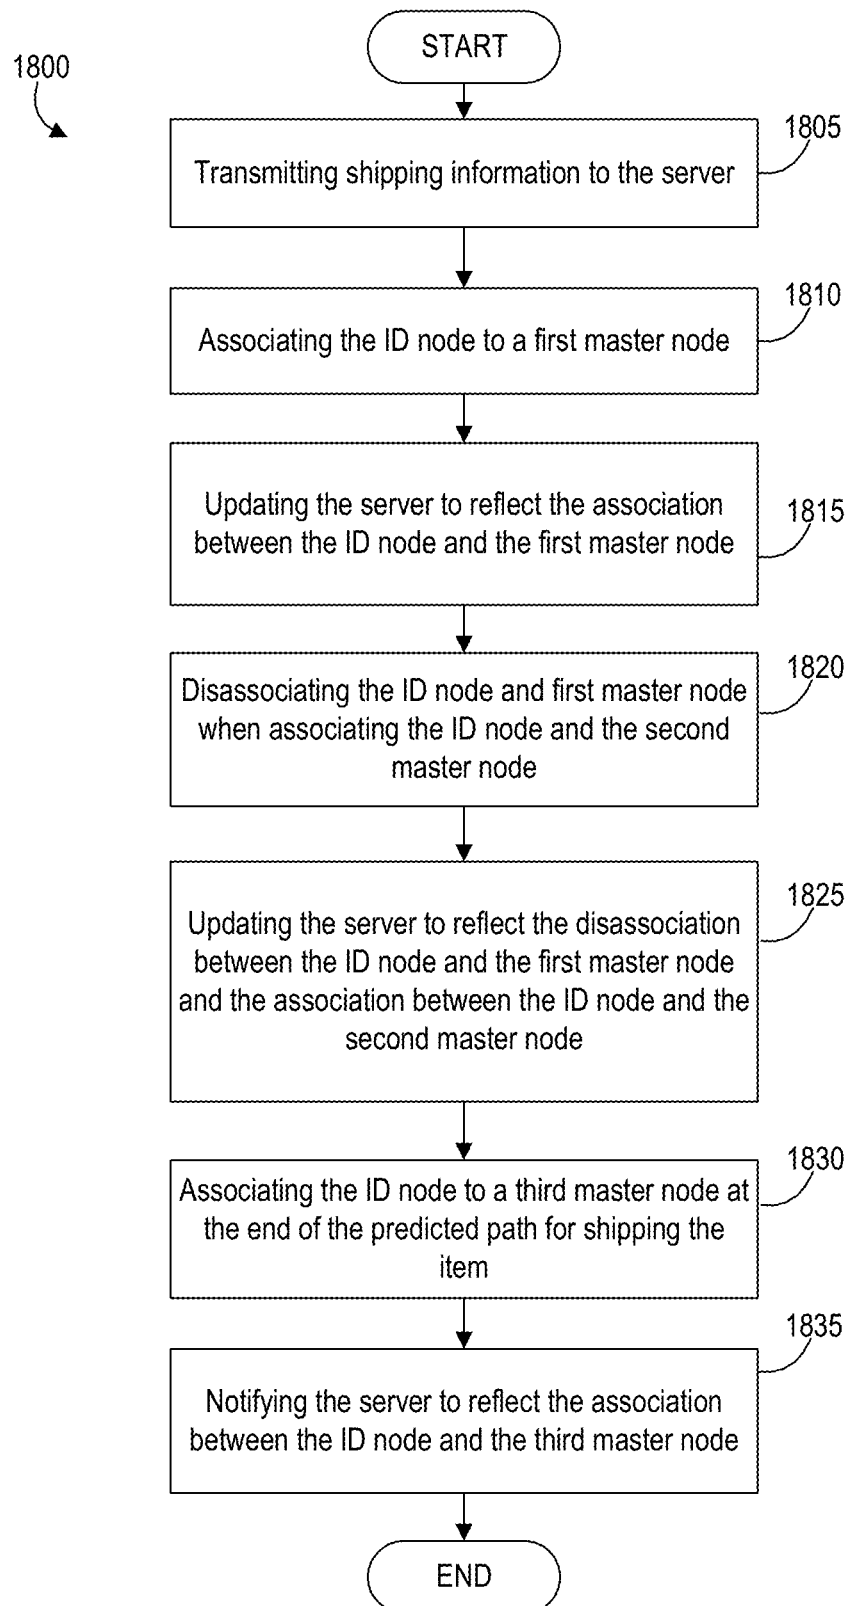 START
1800
1805
Transmitting shipping information to the server
1810
Associating the ID node to a first master node
1815
Updating the server to reflect the association
between the ID node and the first master node
1820
Disassociating the ID node and first master node
when associating the ID node and the second
master node
1825
Updating the server to reflect the disassociation
between the ID node and the first master node
and the association between the ID node and the
second master node
1830
Associating the ID node to a third master node at
the end of the predicted path for shipping the
item
1835
Notifying the server to reflect the association
between the ID node and the third master node
END